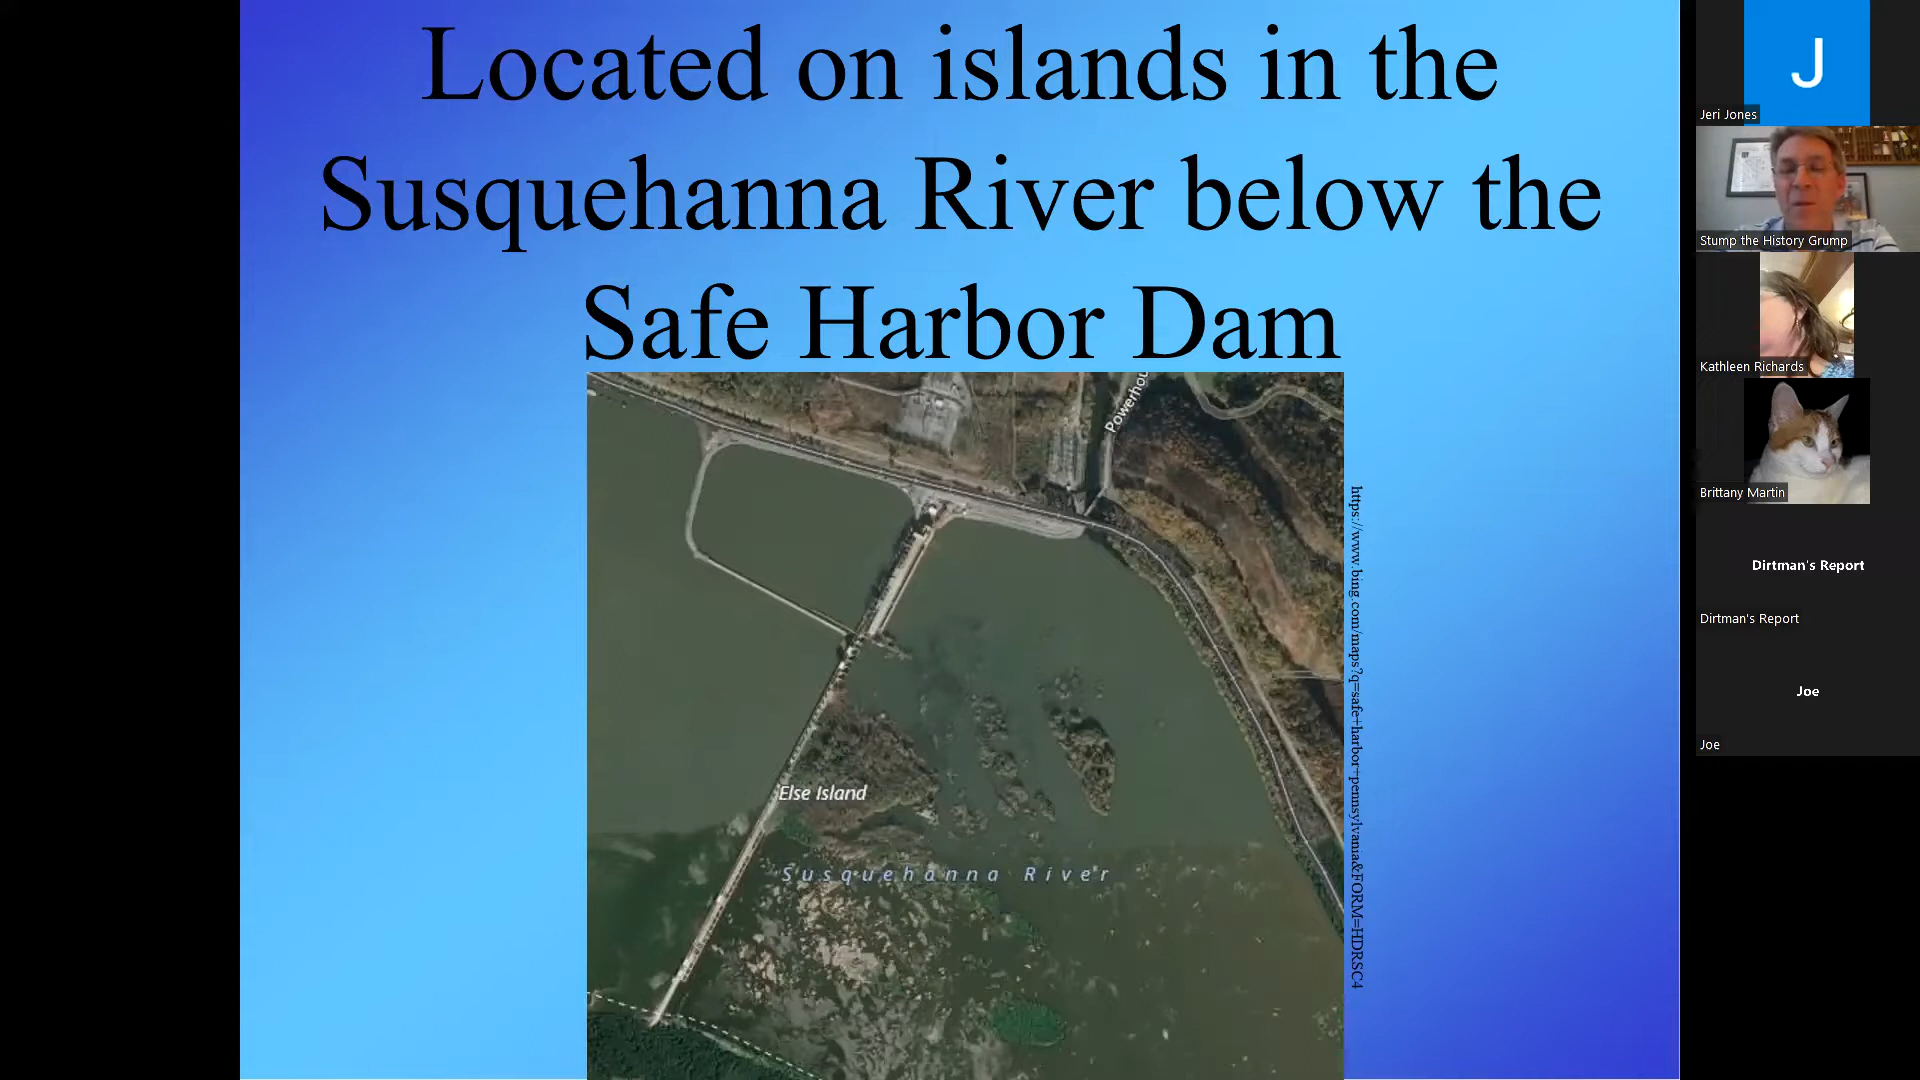 Located on islands in the
Susquehanna River below the
Safe Harbor Dam
Powerhou
Else Island
Susquehanna River
https://www.bing.com/maps?q=safe+harbor+pennsylvania&FORM=HDRSC4
J
Jeri Jones
Stump the History Grump
Kathleen Richards
Brittany Martin
Dirtman's Report
Dirtman's Report
Joe
Joe